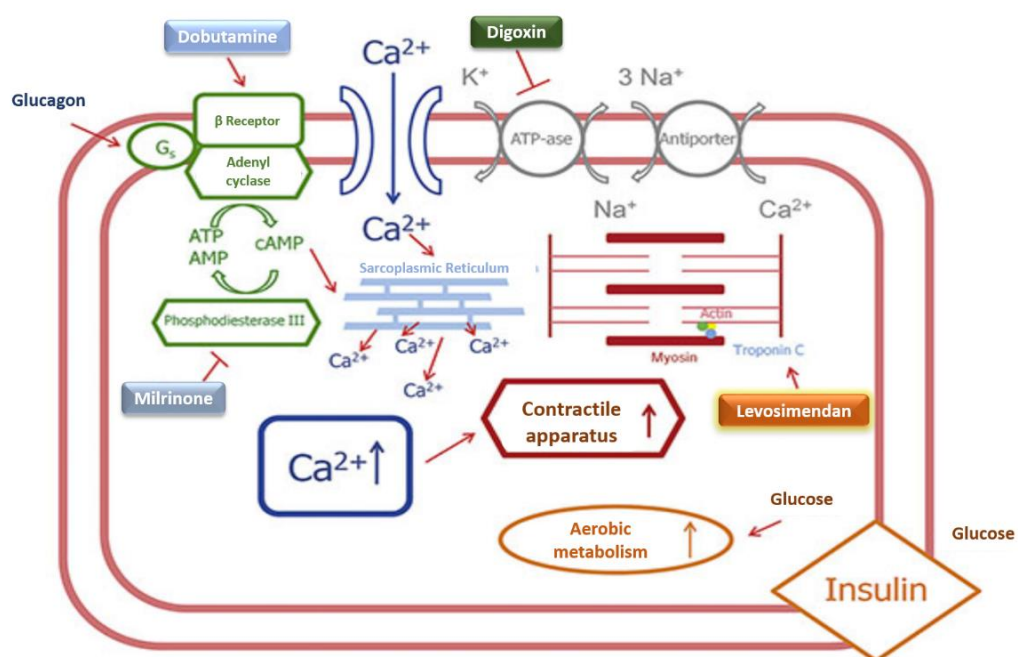 Dobutamine
Digoxin
Ca²⁺
K⁺
3 Na⁺
Glucagon
β Receptor
Gₛ
Adenyl
cyclase
ATP-ase
Antiporter
Na⁺
Ca²⁺
Ca²⁺
ATP
AMP
cAMP
Sarcoplasmic Reticulum
Phosphodiesterase III
Actin
Ca²⁺
Ca²⁺
Ca²⁺
Ca²⁺
Myosin
Troponin C
Milrinone
Levosimendan
Contractile
apparatus
Ca²⁺
Glucose
Aerobic
metabolism
Glucose
Insulin